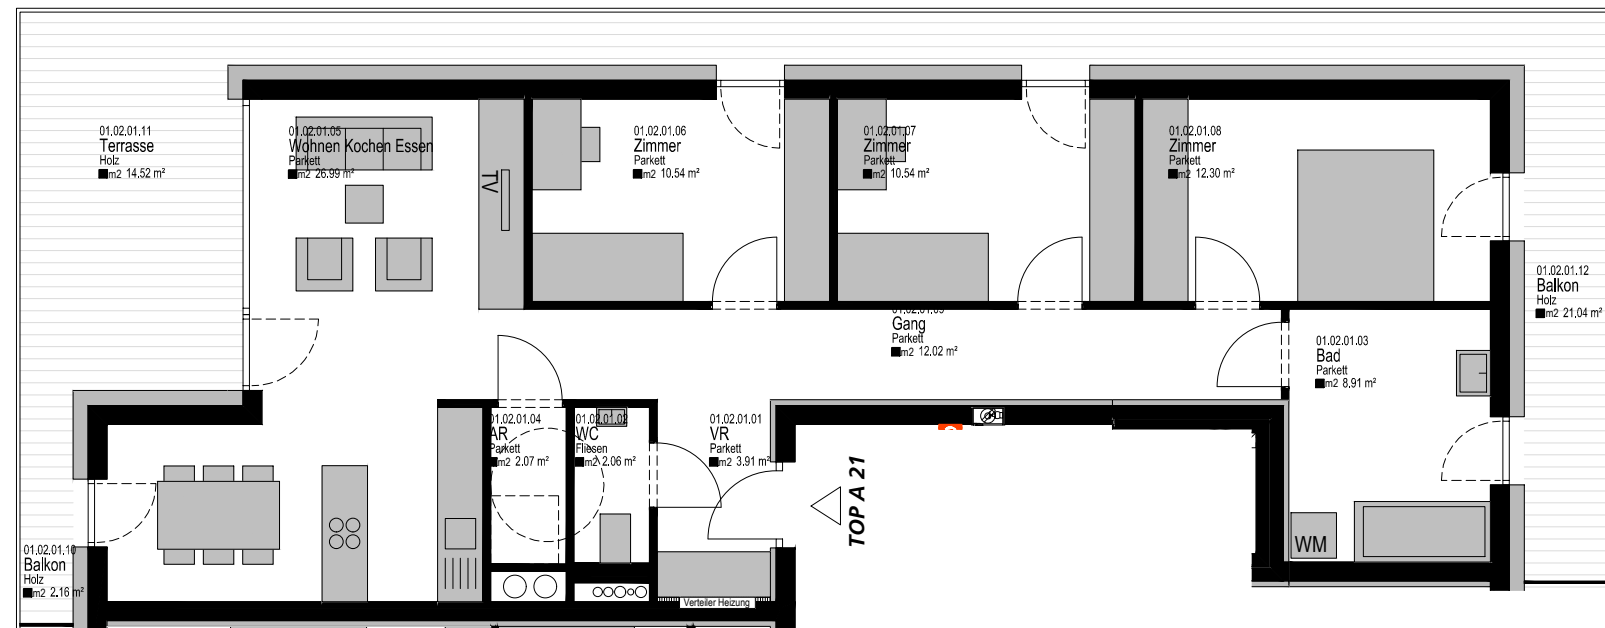 01.02.01.11
Terrasse
Holz
m2 14.52 m²
01.02.01.05
Wohnen Kochen Essen
Parkett
m2 26.99 m²
TV
01.02.01.06
Zimmer
Parkett
m2 10.54 m²
01.02.01.07
Zimmer
Parkett
m2 10.54 m²
01.02.01.08
Zimmer
Parkett
m2 12.30 m²
01.02.01.12
Balkon
Holz
m2 21.04 m²
Gang
Parkett
m2 12.02 m²
01.02.01.03
Bad
Parkett
m2 8.91 m²
01.02.01.04
AR
Parkett
m2 2.07 m²
01.02.01.02
WC
Fliesen
m2 2.06 m²
01.02.01.01
VR
Parkett
m2 3.91 m²
TOP A 21
WM
01.02.01.10
Balkon
Holz
m2 2.16 m²
Verteiler Heizung